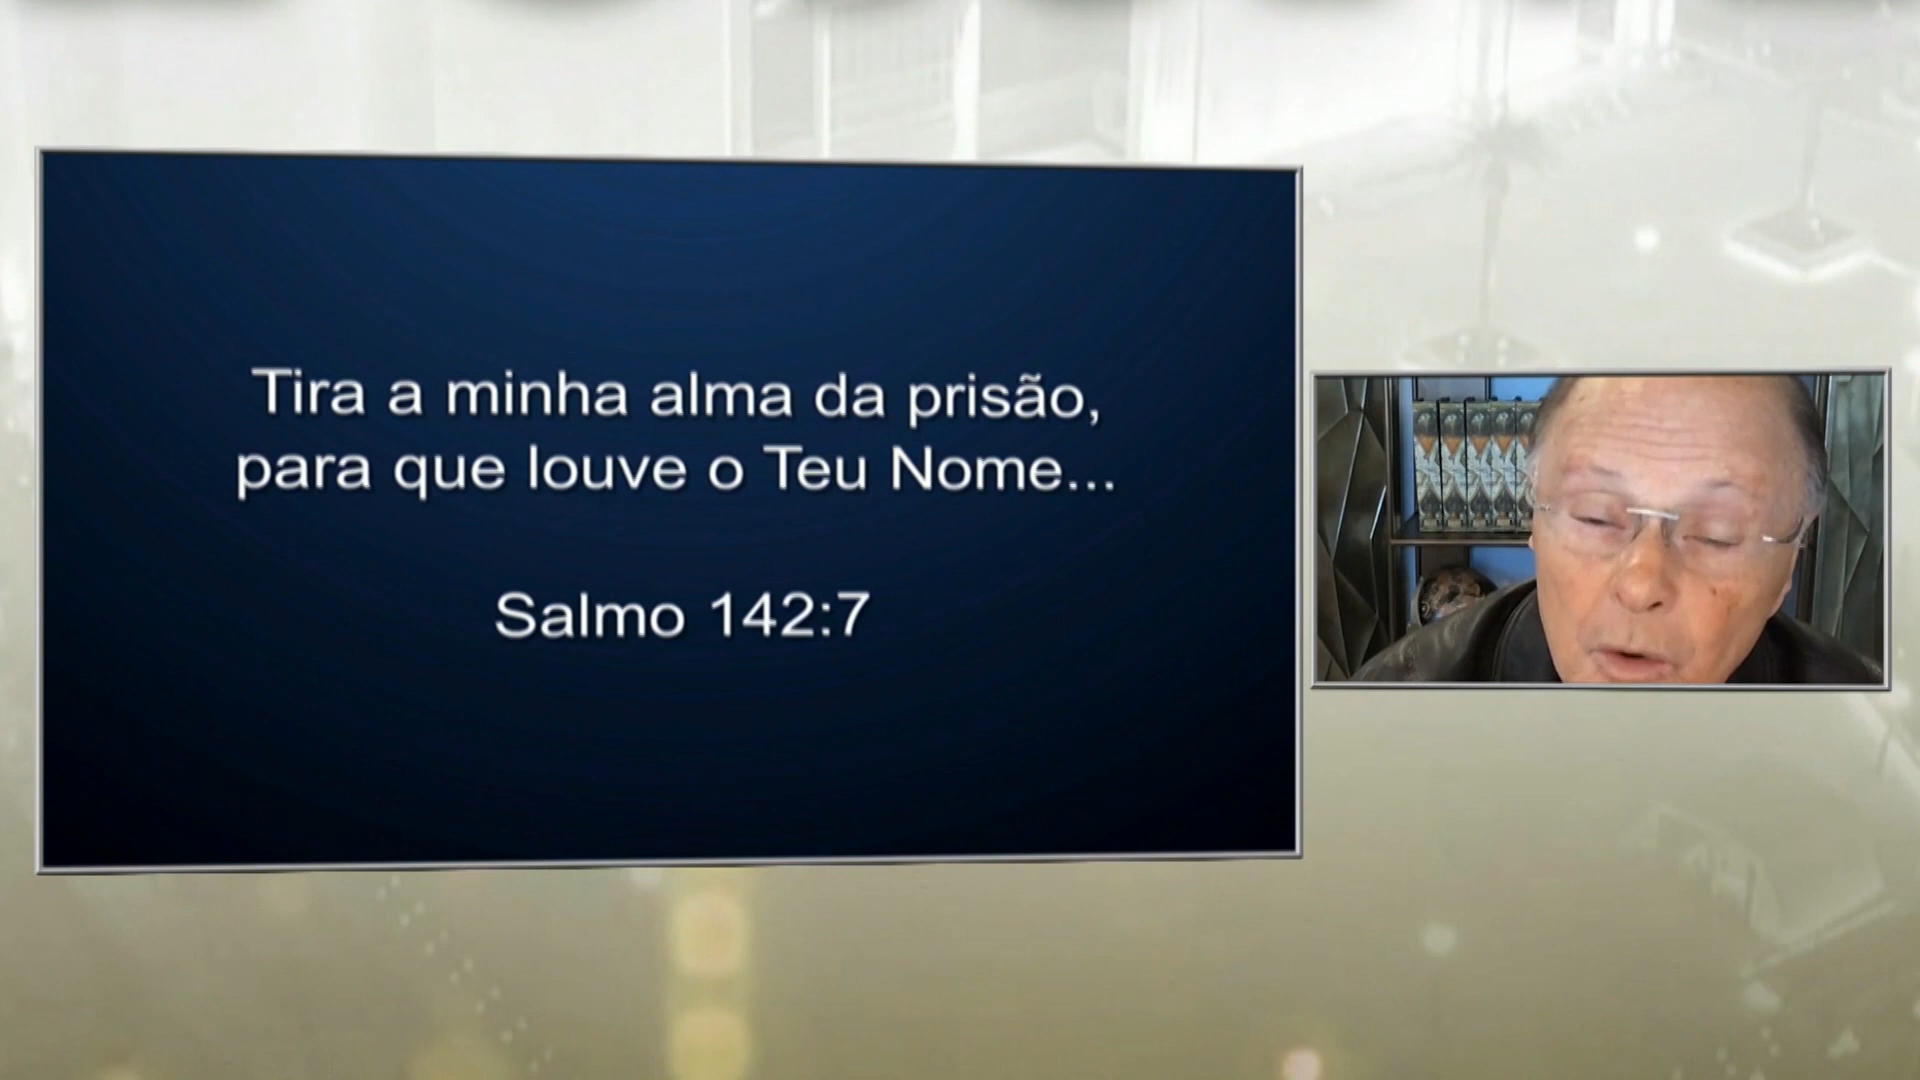 Tira a minha alma da prisão,
para que louve o Teu Nome...
Salmo 142:7